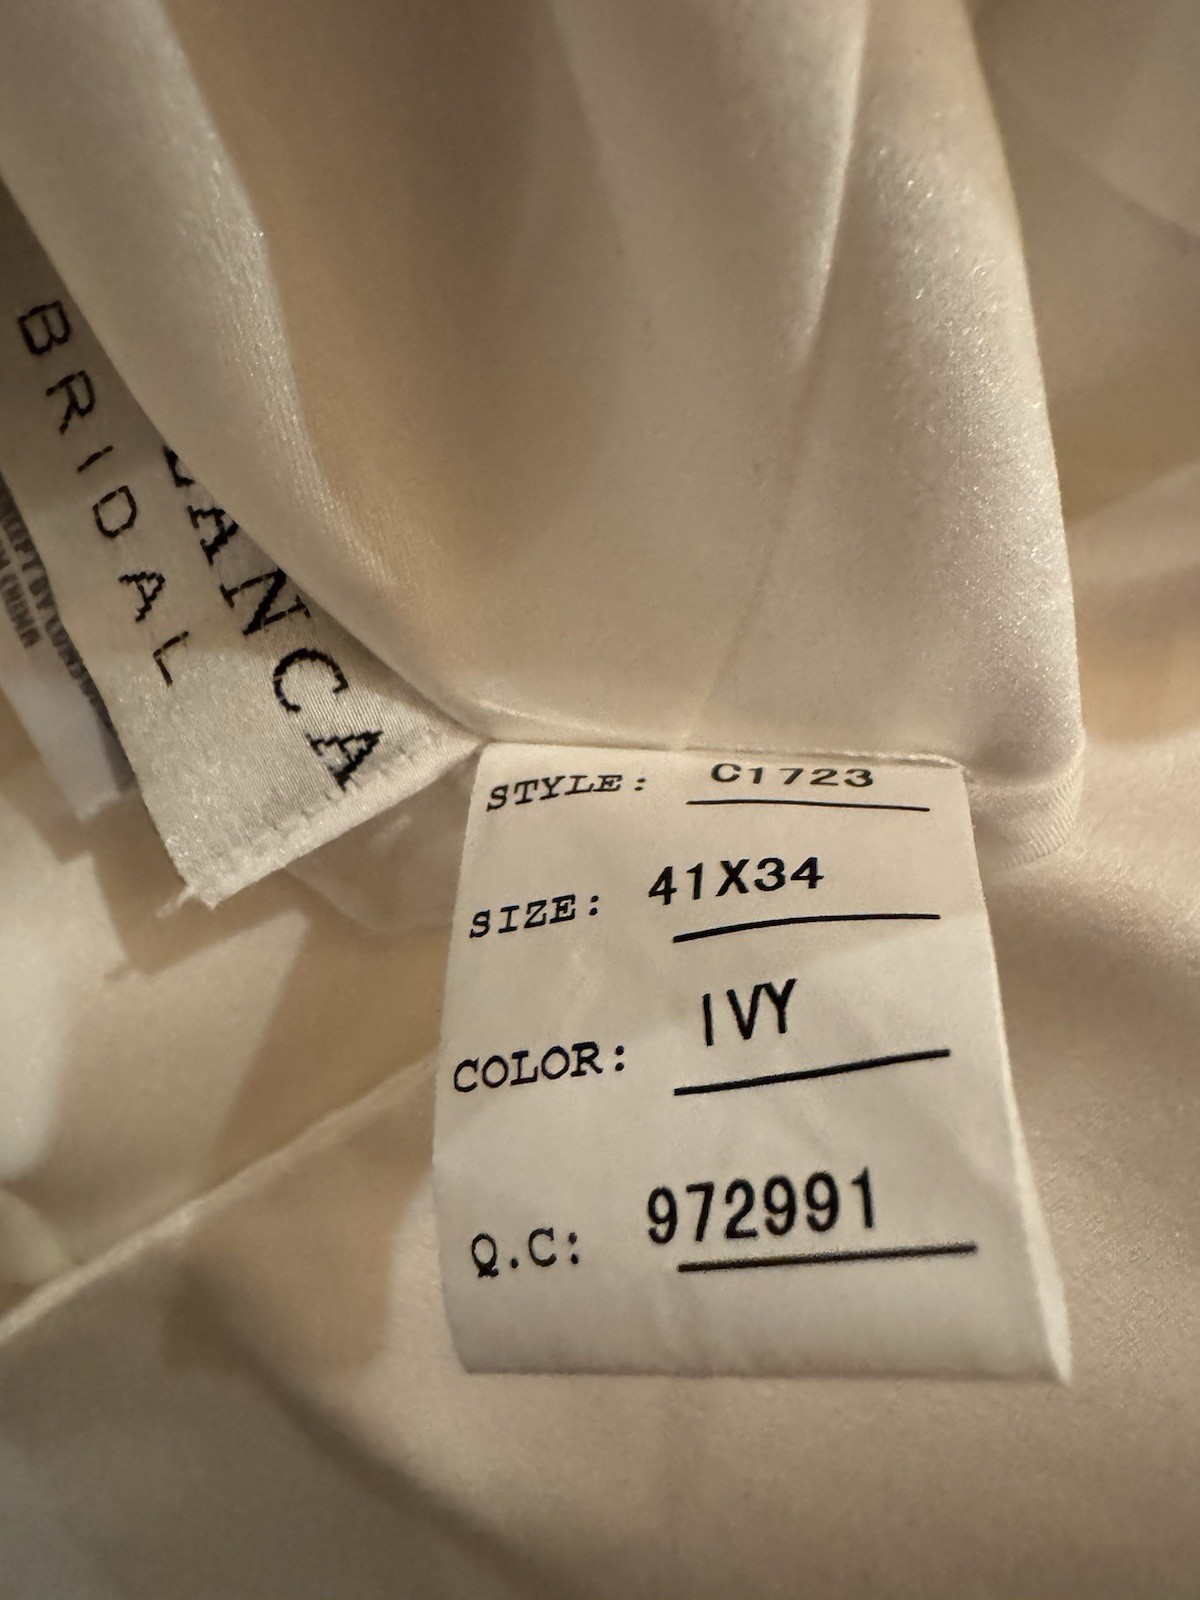 BRIDAL
ANCA
STYLE: C1723
SIZE: 41X34
COLOR: IVY
Q.C: 972991